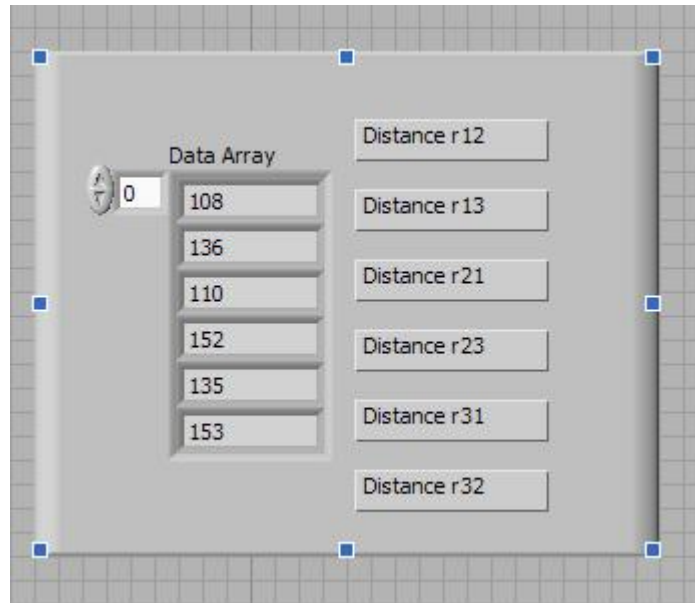 Data Array
0
108
136
110
152
135
153
Distance r12
Distance r13
Distance r21
Distance r23
Distance r31
Distance r32